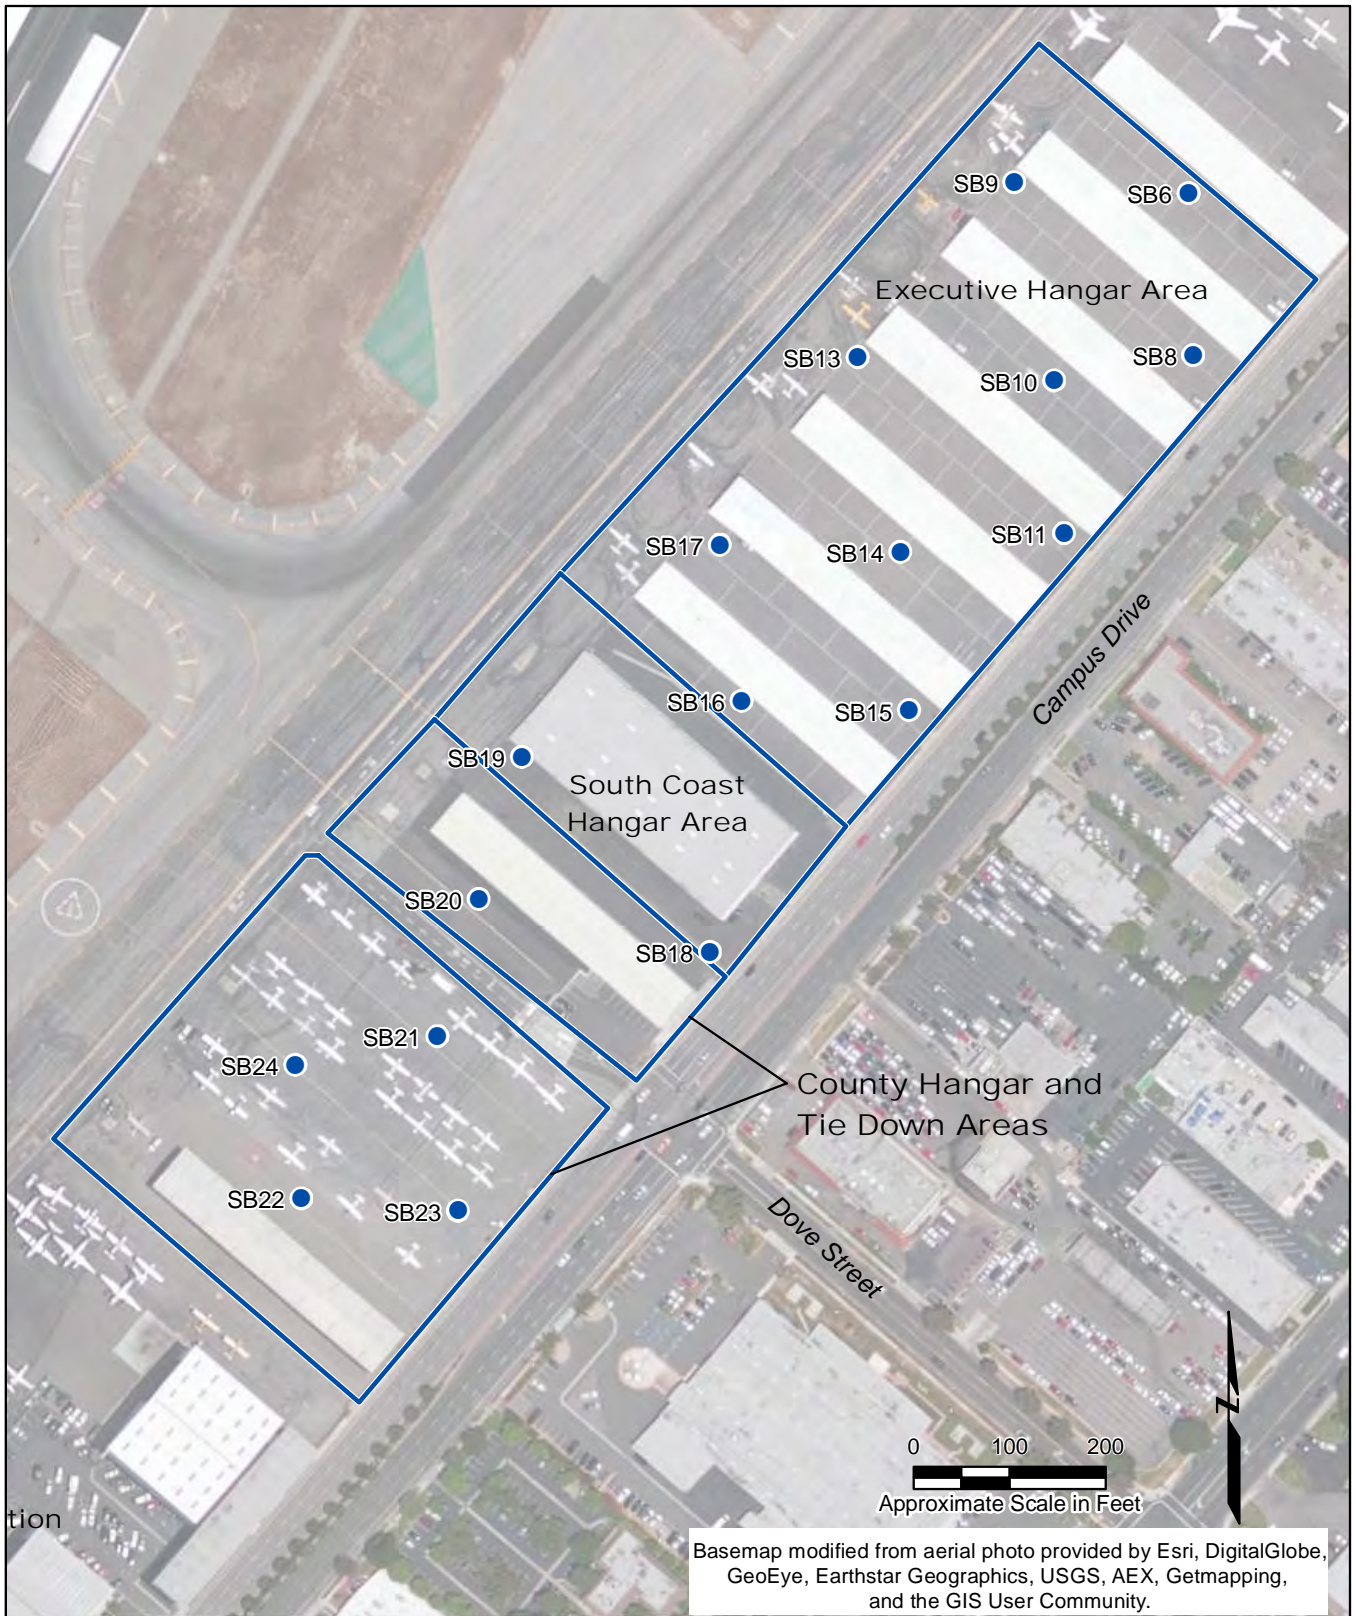 SB9
SB6
Executive Hangar Area
SB13
SB10
SB8
SB17
SB14
SB11
Campus Drive
SB16
SB15
SB19
South Coast
Hangar Area
SB20
SB18
SB21
SB24
County Hangar and
Tie Down Areas
SB22
SB23
Dove Street
N
0 100 200
Approximate Scale in Feet
tion
Basemap modified from aerial photo provided by Esri, DigitalGlobe,
GeoEye, Earthstar Geographics, USGS, AEX, Getmapping,
and the GIS User Community.